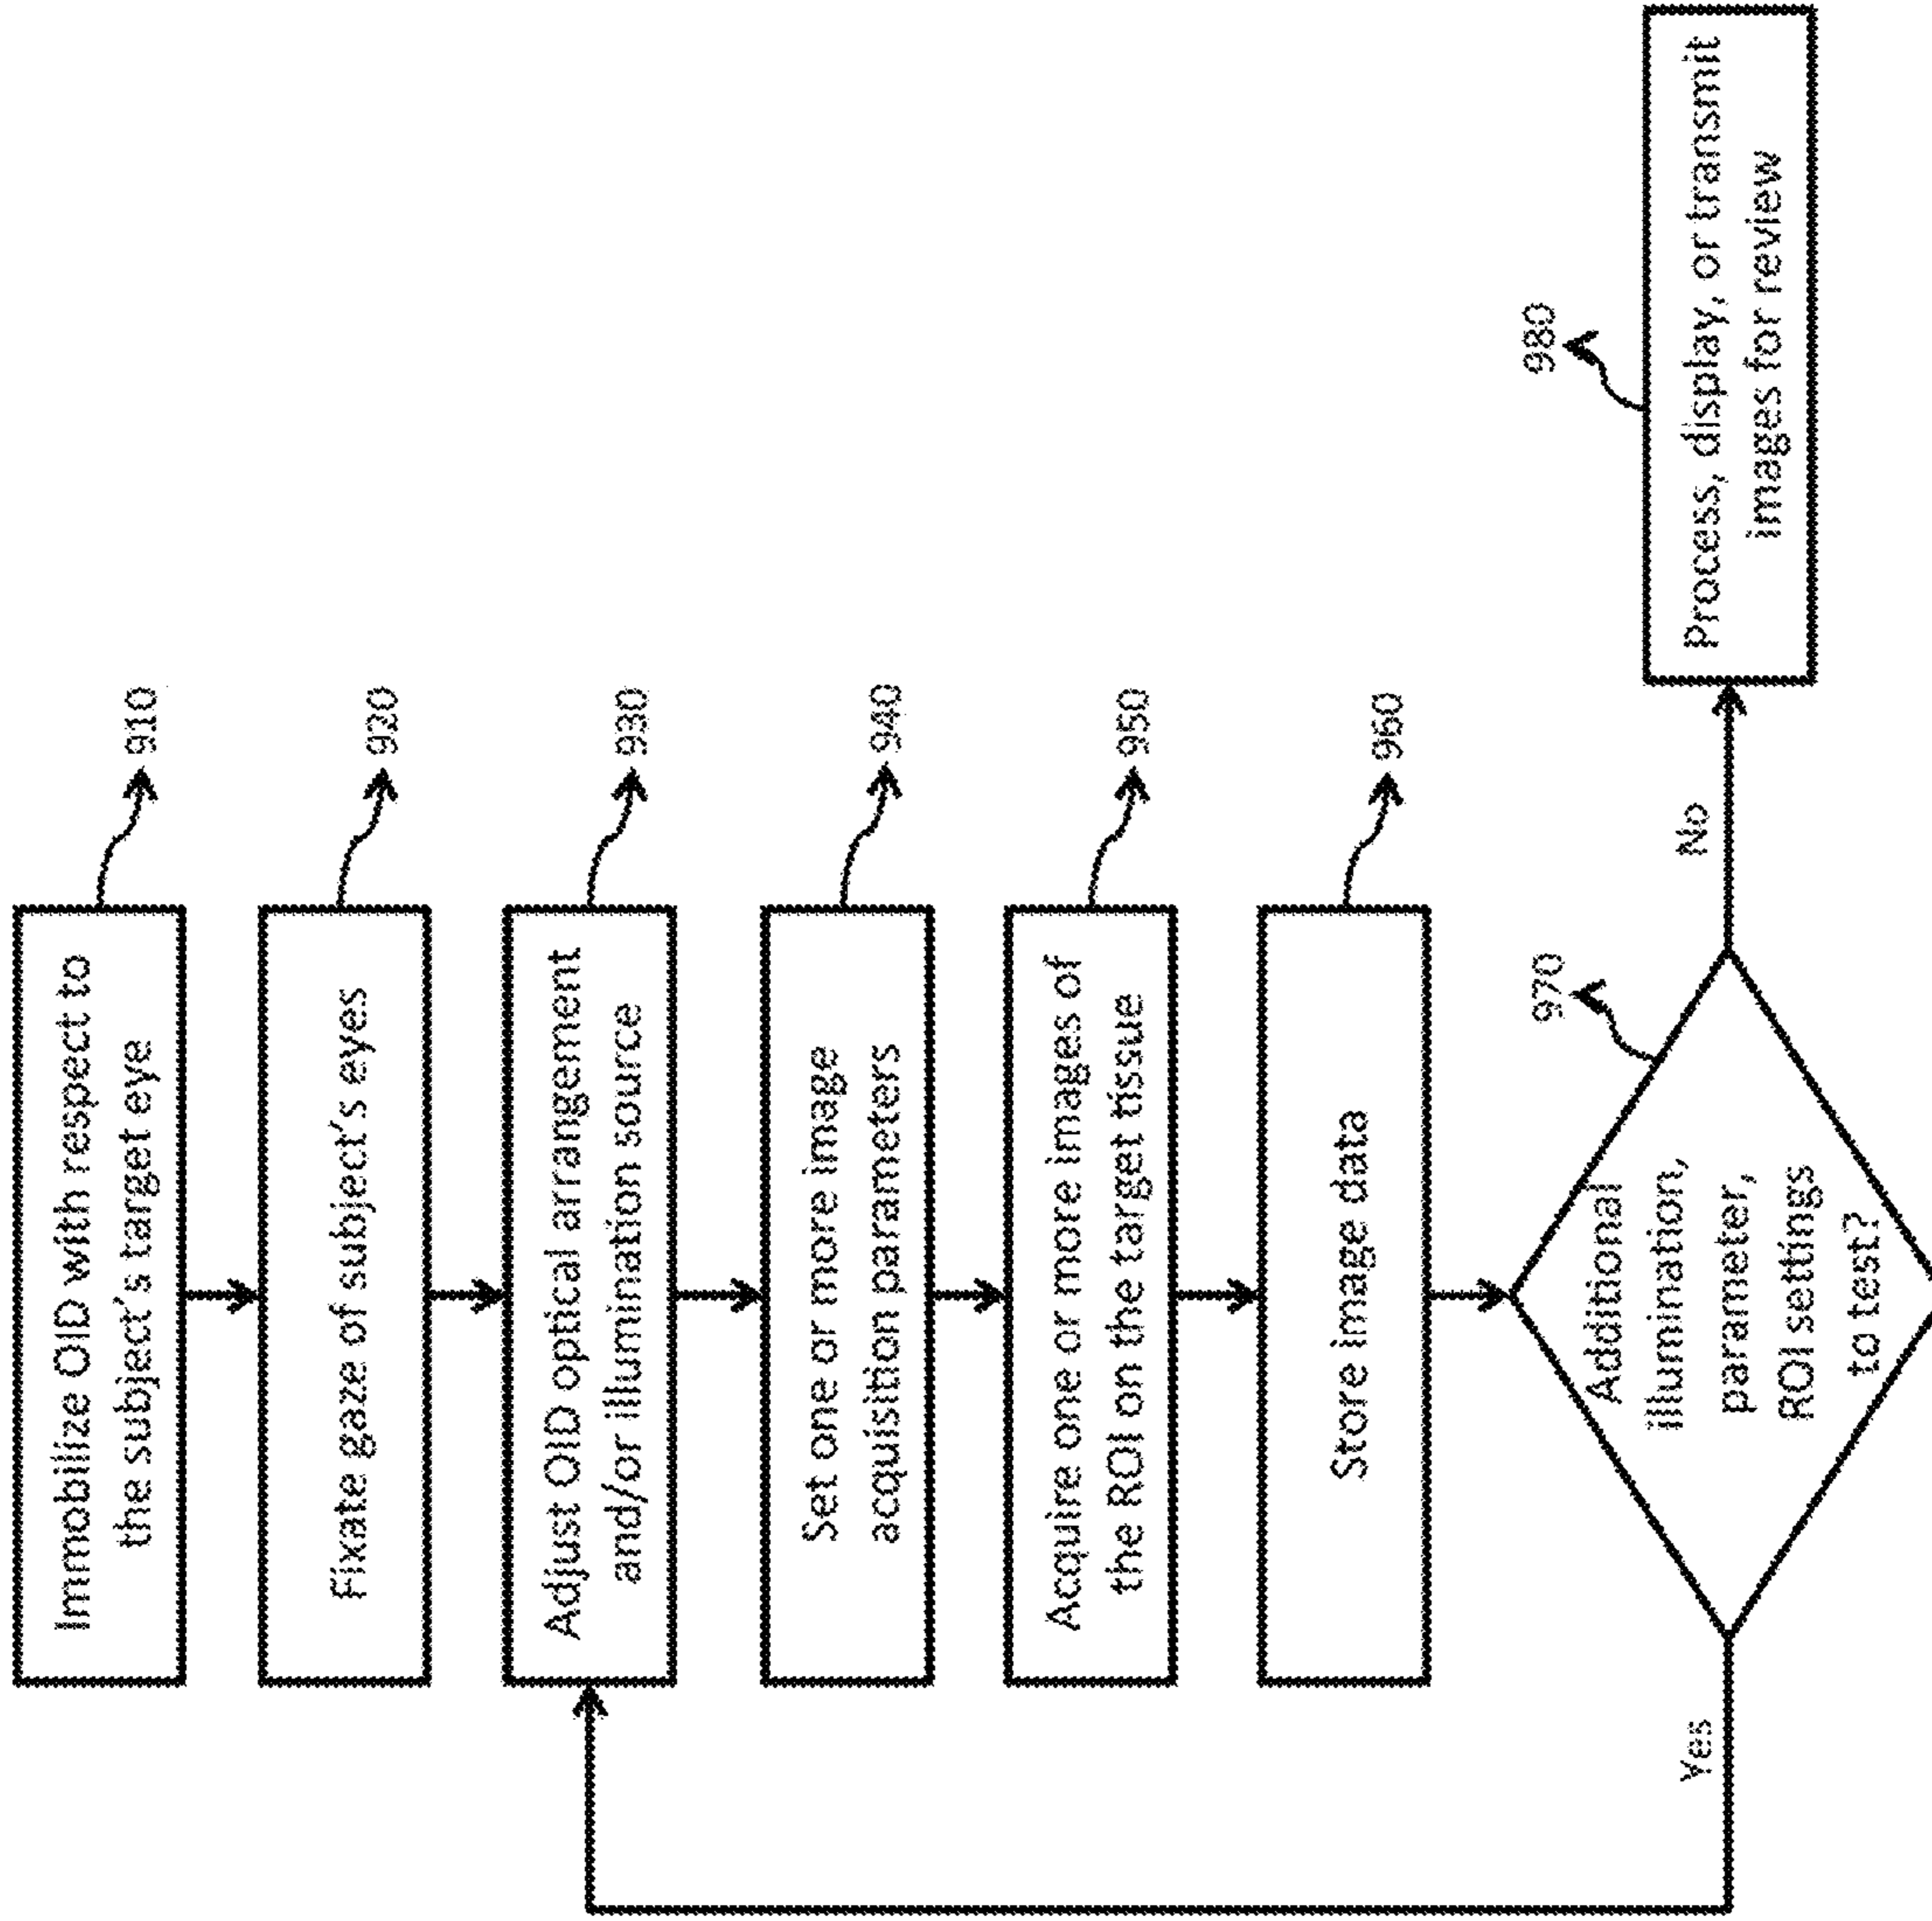 Immobilize OID with respect to
the subject's target eye
910
Fixate gaze of subject's eyes
920
Adjust OID optical arrangement
and/or illumination source
930
Set one or more image
acquisition parameters
940
Acquire one or more images of
the ROI on the target tissue
950
Store image data
960
Additional
illumination,
parameter,
ROI settings
to test?
970
Yes
No
Process, display, or transmit
images for review
980